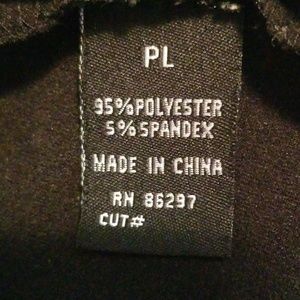 PL
95%POLYESTER
5%SPANDEX
MADE IN CHINA
RN 86297
CUT#